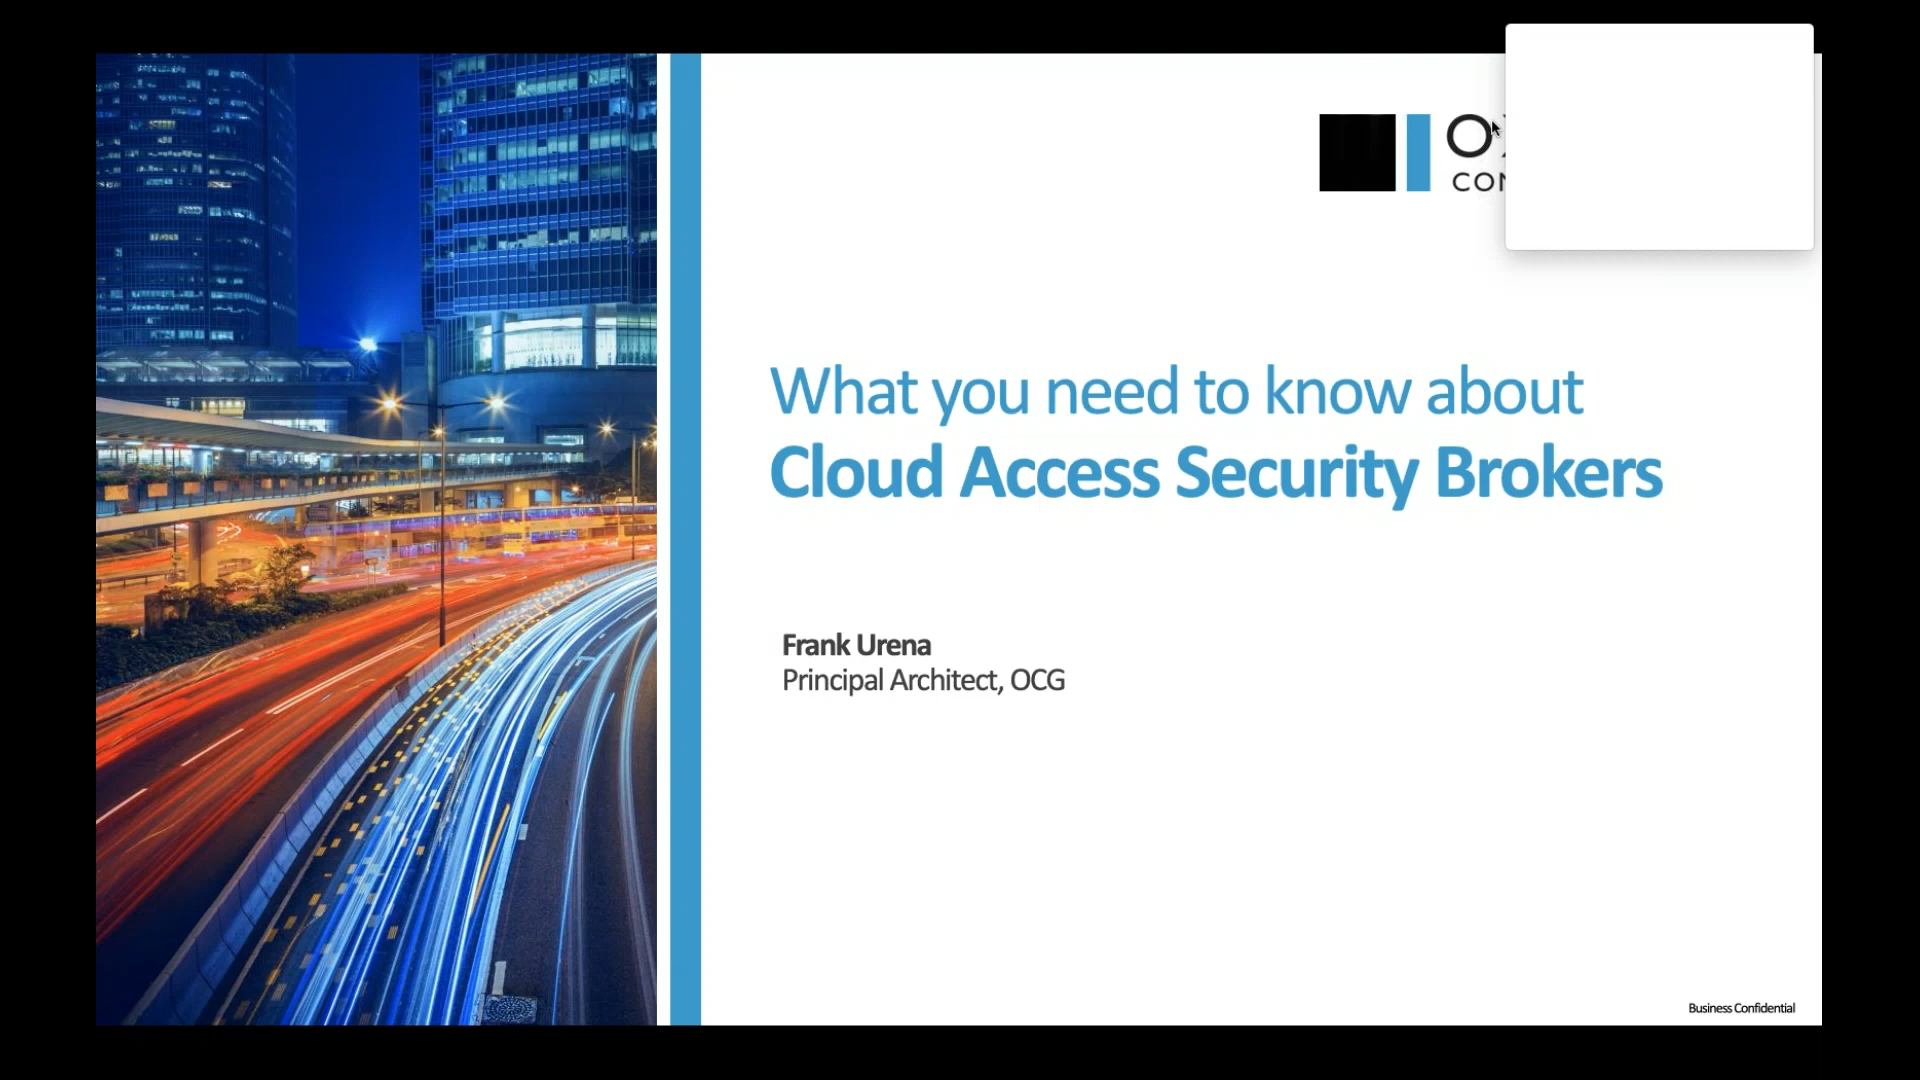 What you need to know about
Cloud Access Security Brokers
Frank Urena
Principal Architect, OCG
Business Confidential